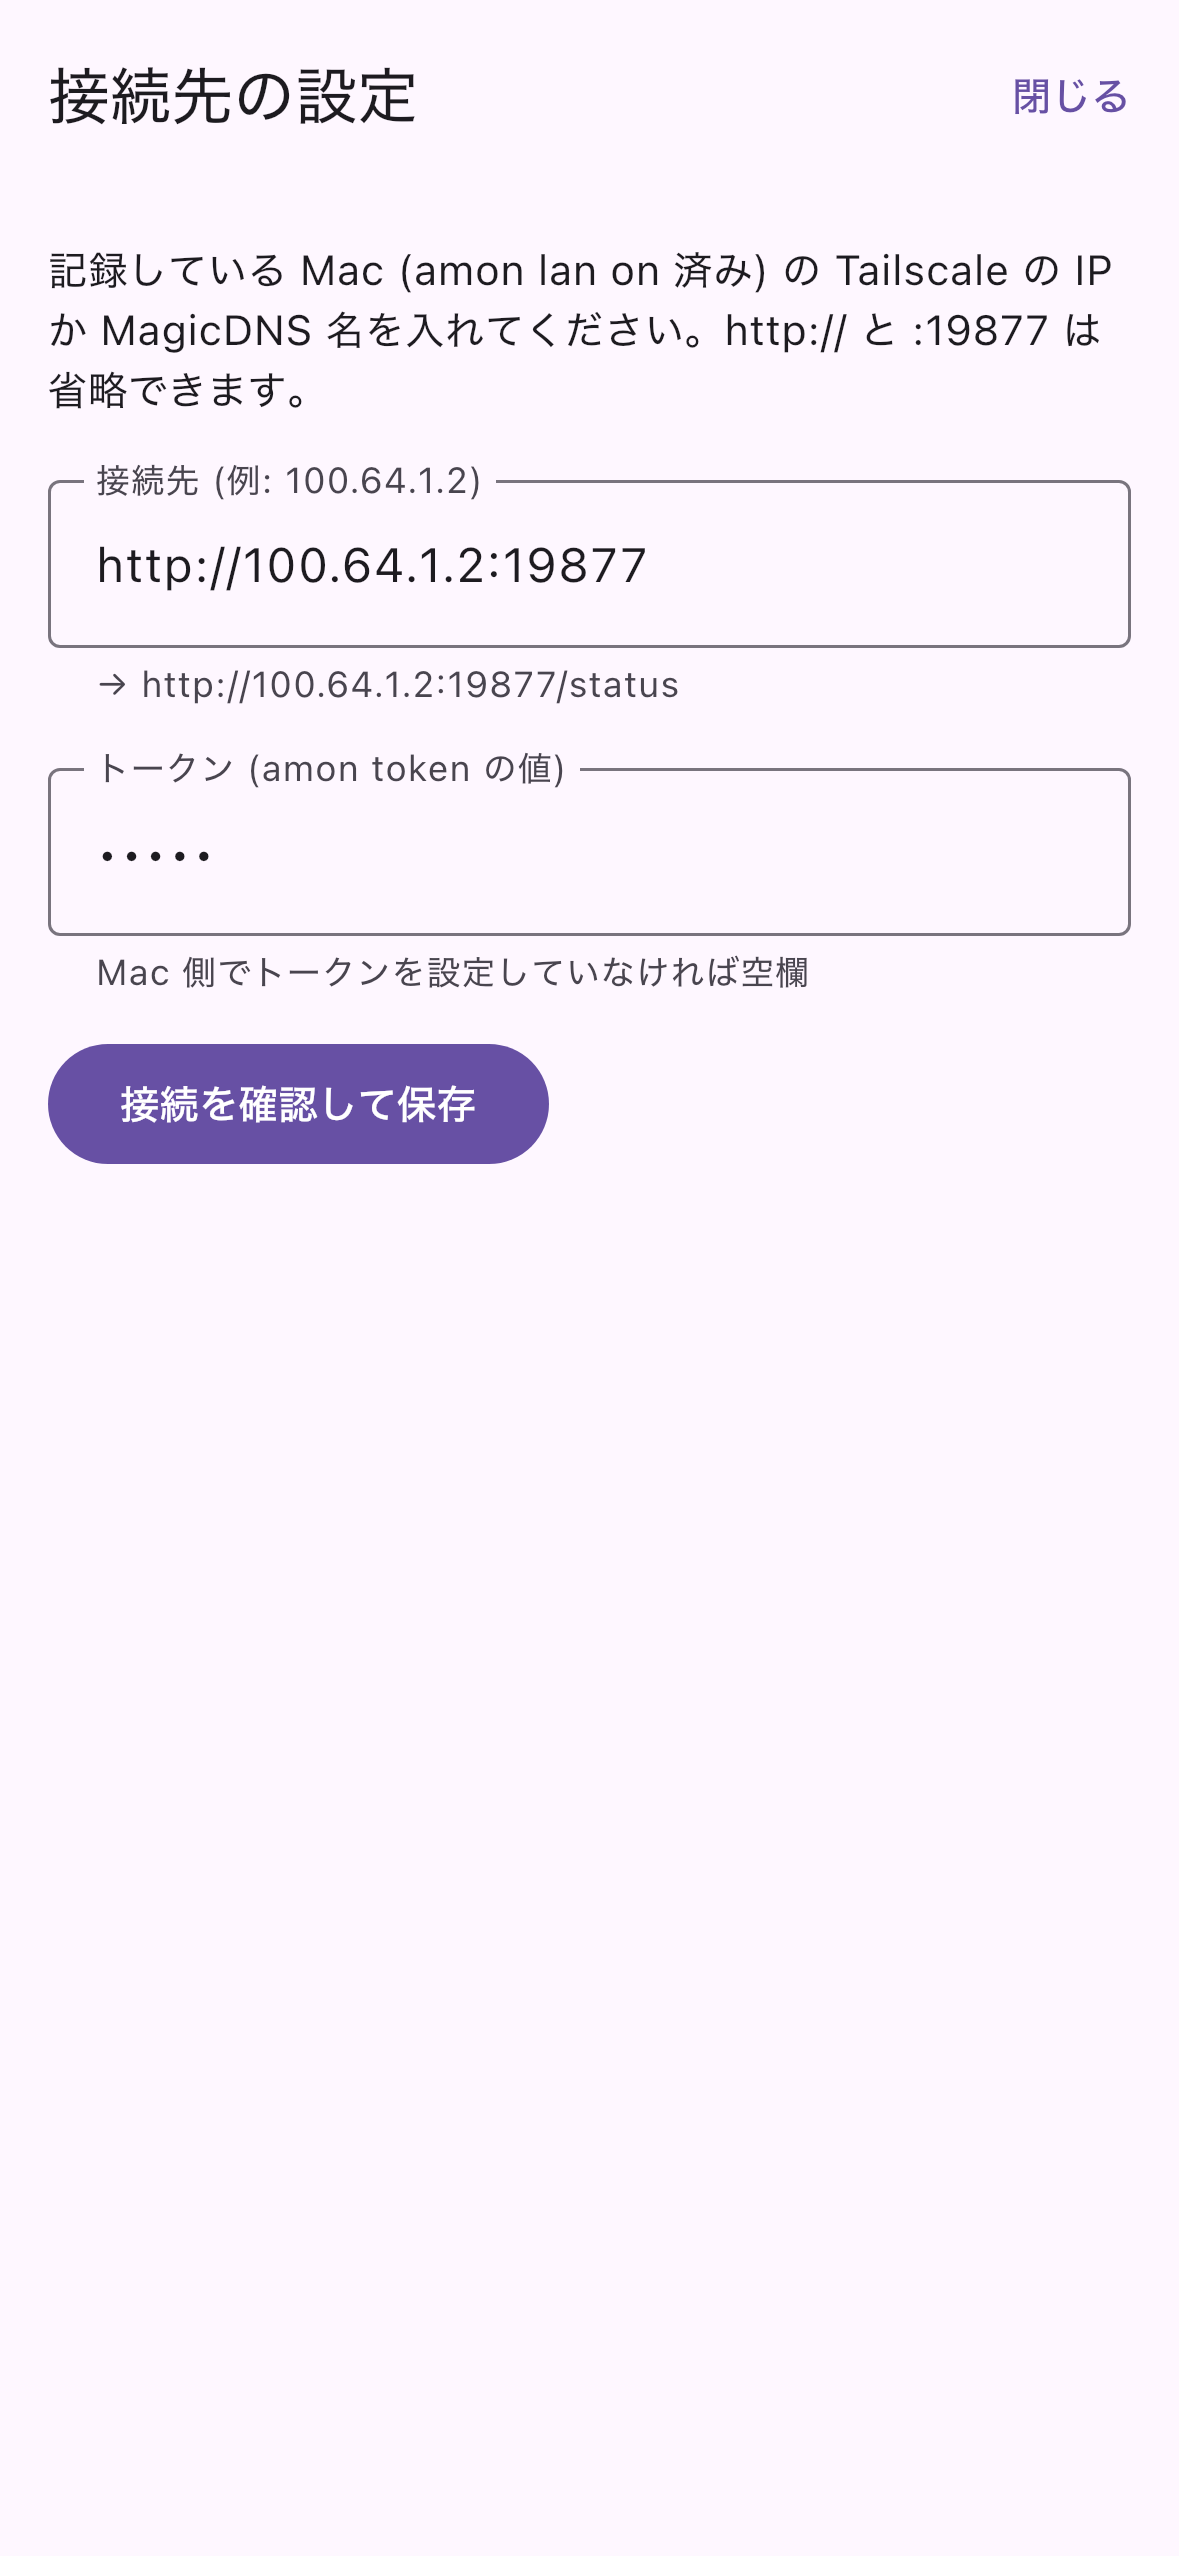 接続先の設定
閉じる
記録している Mac (amon lan on 済み) の Tailscale の IP
か MagicDNS 名を入れてください。http:// と :19877 は
省略できます。
接続先 (例: 100.64.1.2)
http://100.64.1.2:19877
→ http://100.64.1.2:19877/status
トークン (amon token の値)
•••••
Mac 側でトークンを設定していなければ空欄
接続を確認して保存